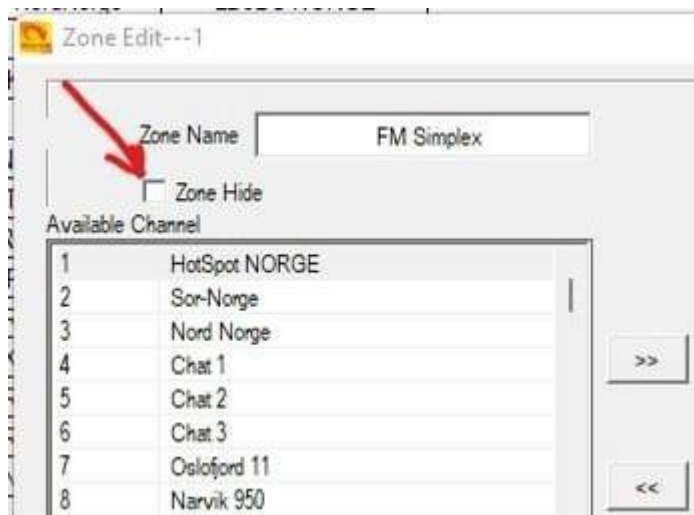 Zone Edit---1
Zone Name FM Simplex
Zone Hide
Available Channel
1 HotSpot NORGE
2 Sor-Norge
3 Nord Norge
4 Chat 1
>>
5 Chat 2
6 Chat 3
7 Oslofjord 11
8 Narvik 950
<<